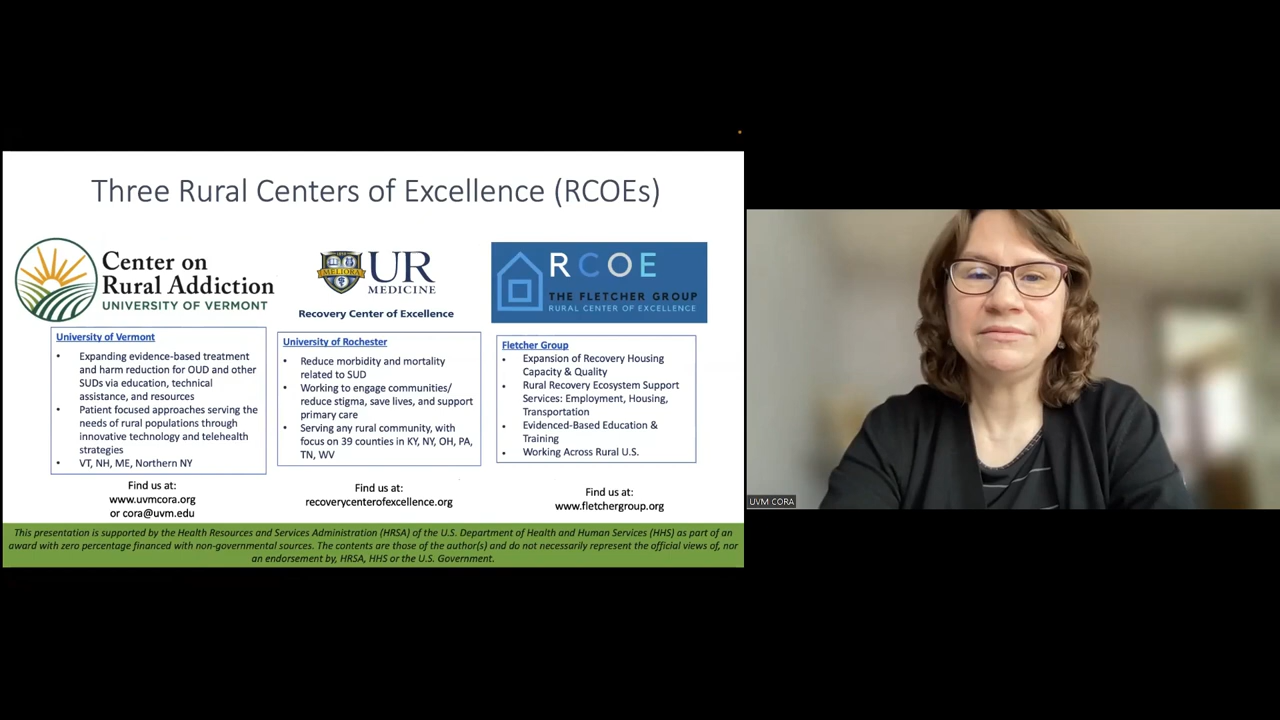 Three Rural Centers of Excellence (RCOEs)
Center on
Rural Addiction
UNIVERSITY OF VERMONT
University of Vermont
• Expanding evidence-based treatment
and harm reduction for OUD and other
SUDs via education, technical
assistance, and resources
• Patient focused approaches serving the
needs of rural populations through
innovative technology and telehealth
strategies
• VT, NH, ME, Northern NY
Find us at:
www.uvmcora.org
or cora@uvm.edu
MELIORA
UR
MEDICINE
Recovery Center of Excellence
University of Rochester
• Reduce morbidity and mortality
related to SUD
• Working to engage communities/
reduce stigma, save lives, and support
primary care
• Serving any rural community, with
focus on 39 counties in KY, NY, OH, PA,
TN, WV
Find us at:
recoverycenterofexcellence.org
RCOE
THE FLETCHER GROUP
RURAL CENTER OF EXCELLENCE
Fletcher Group
• Expansion of Recovery Housing
Capacity & Quality
• Rural Recovery Ecosystem Support
Services: Employment, Housing,
Transportation
• Evidenced-Based Education &
Training
• Working Across Rural U.S.
Find us at:
www.fletchergroup.org
This presentation is supported by the Health Resources and Services Administration (HRSA) of the U.S. Department of Health and Human Services (HHS) as part of an
award with zero percentage financed with non-governmental sources. The contents are those of the author(s) and do not necessarily represent the official views of, nor
an endorsement by, HRSA, HHS or the U.S. Government.
UVM CORA